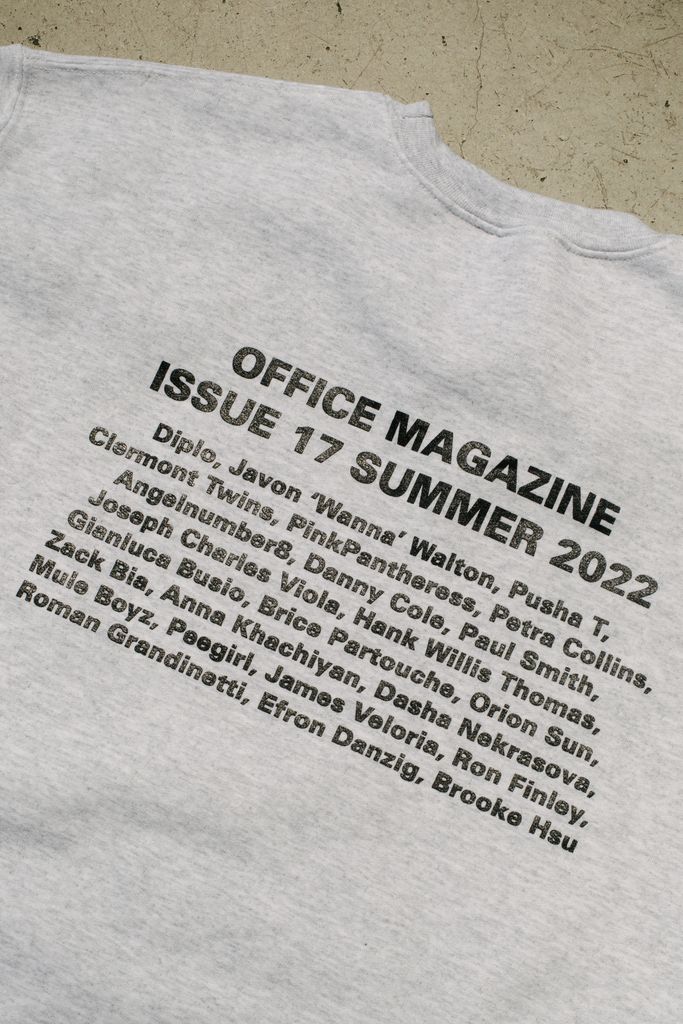 OFFICE MAGAZINE
ISSUE 17 SUMMER 2022
Diplo, Javon ‘Wanna’ Walton, Pusha T,
Clermont Twins, PinkPantheress, Petra Collins,
Angelnumber8, Danny Cole, Paul Smith,
Joseph Charles Viola, Hank Willis Thomas,
Gianluca Busio, Brice Partouche, Orion Sun,
Zack Bia, Anna Khachiyan, Dasha Nekrasova,
Mule Boyz, Peegirl, James Veloria, Ron Finley,
Roman Grandinetti, Efron Danzig, Brooke Hsu